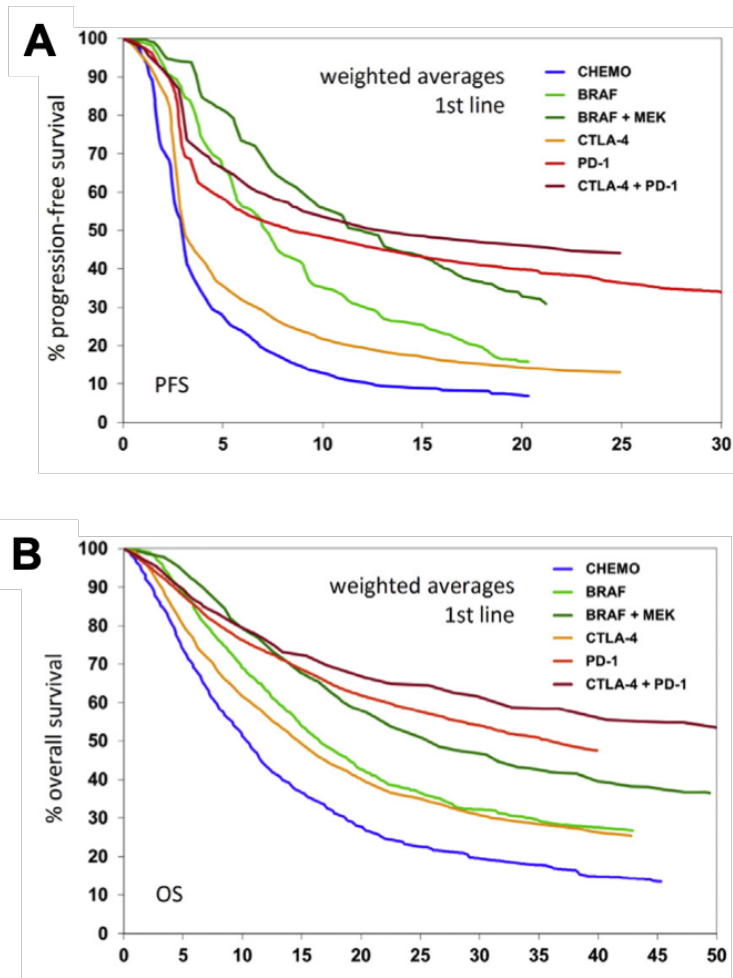 A
100
90
80
70
60
50
40
30
20
10
0
% progression-free survival
weighted averages
1st line
CHEMO
BRAF
BRAF + MEK
CTLA-4
PD-1
CTLA-4 + PD-1
PFS
0 5 10 15 20 25 30
B
100
90
80
70
60
50
40
30
20
10
0
% overall survival
weighted averages
1st line
CHEMO
BRAF
BRAF + MEK
CTLA-4
PD-1
CTLA-4 + PD-1
OS
0 5 10 15 20 25 30 35 40 45 50